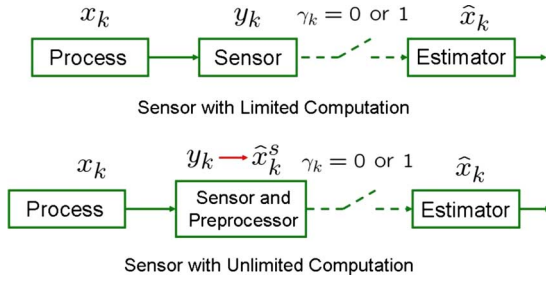 x_k y_k γ_k = 0 or 1 x̂_k
Process Sensor Estimator
Sensor with Limited Computation
x_k y_k → x̂_k^s γ_k = 0 or 1 x̂_k
Process Sensor and Preprocessor Estimator
Sensor with Unlimited Computation